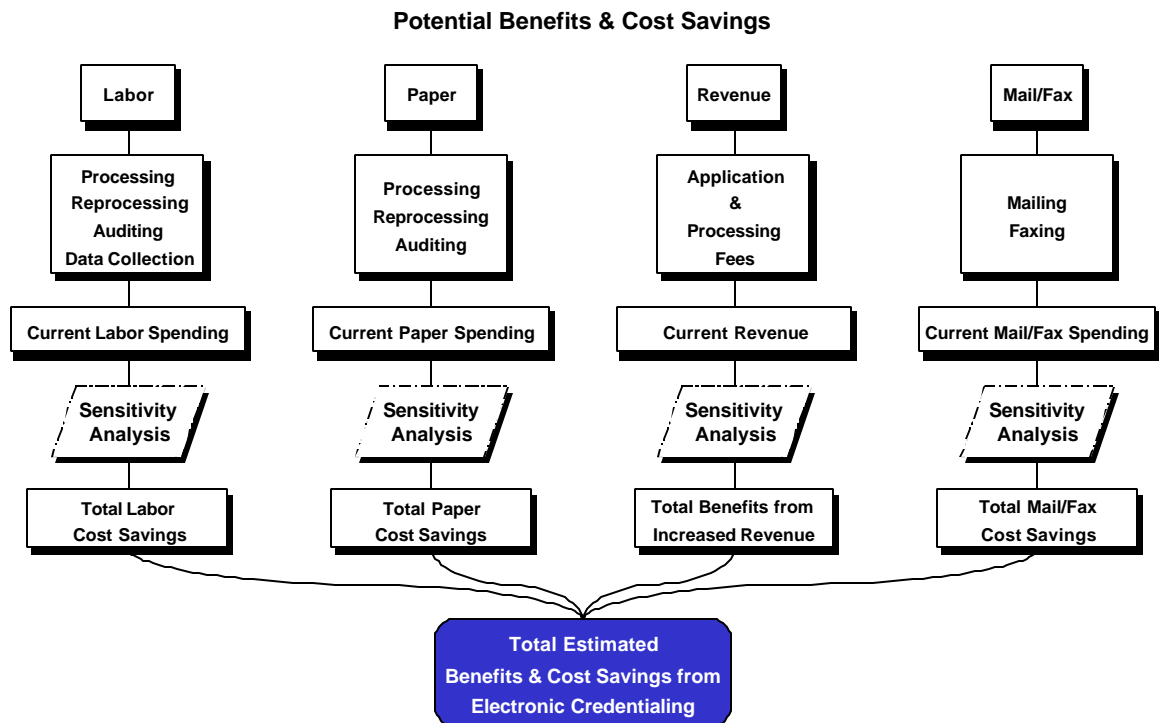 Potential Benefits & Cost Savings
Labor
Paper
Revenue
Mail/Fax
Processing
Reprocessing
Auditing
Data Collection
Processing
Reprocessing
Auditing
Application
&
Processing
Fees
Mailing
Faxing
Current Labor Spending
Current Paper Spending
Current Revenue
Current Mail/Fax Spending
Sensitivity
Analysis
Sensitivity
Analysis
Sensitivity
Analysis
Sensitivity
Analysis
Total Labor
Cost Savings
Total Paper
Cost Savings
Total Benefits from
Increased Revenue
Total Mail/Fax
Cost Savings
Total Estimated
Benefits & Cost Savings from
Electronic Credentialing